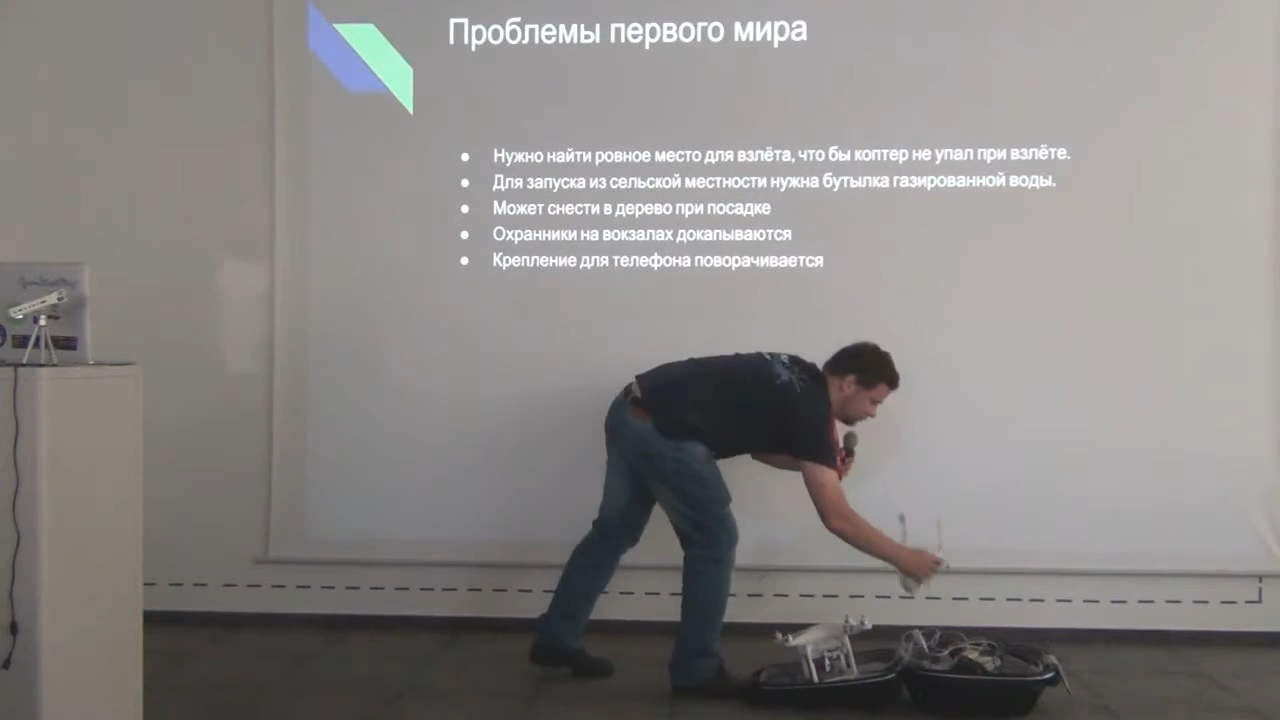 Проблемы первого мира
● Нужно найти ровное место для взлёта, что бы коптер не упал при взлёте.
● Для запуска из сельской местности нужна бутылка газированной воды.
● Может снести в дерево при посадке
● Охранники на вокзалах докапываются
● Крепление для телефона поворачивается